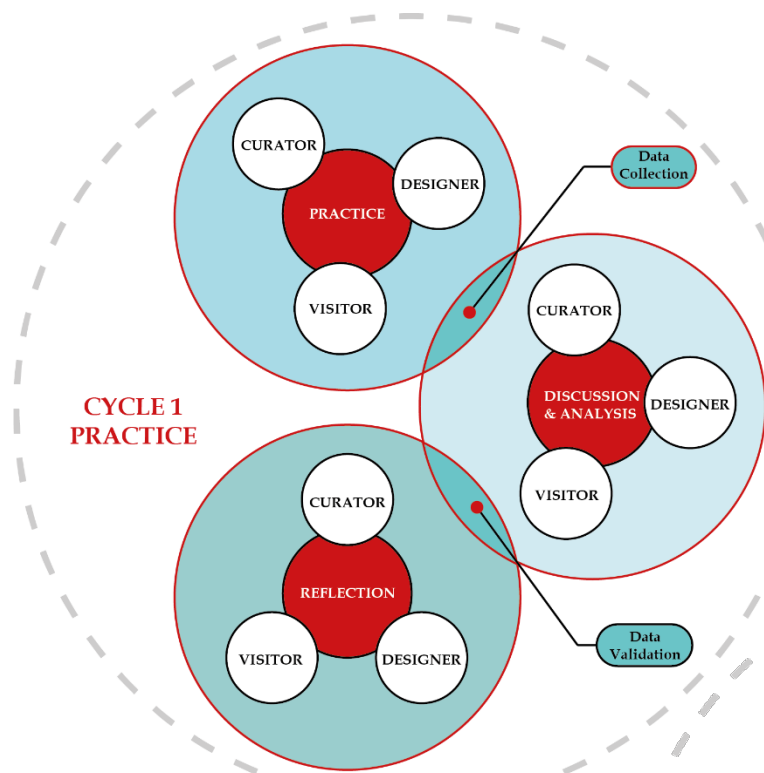 CURATOR
DESIGNER
PRACTICE
VISITOR
Data
Collection
CURATOR
DISCUSSION
& ANALYSIS
DESIGNER
VISITOR
CYCLE 1
PRACTICE
CURATOR
REFLECTION
VISITOR
DESIGNER
Data
Validation